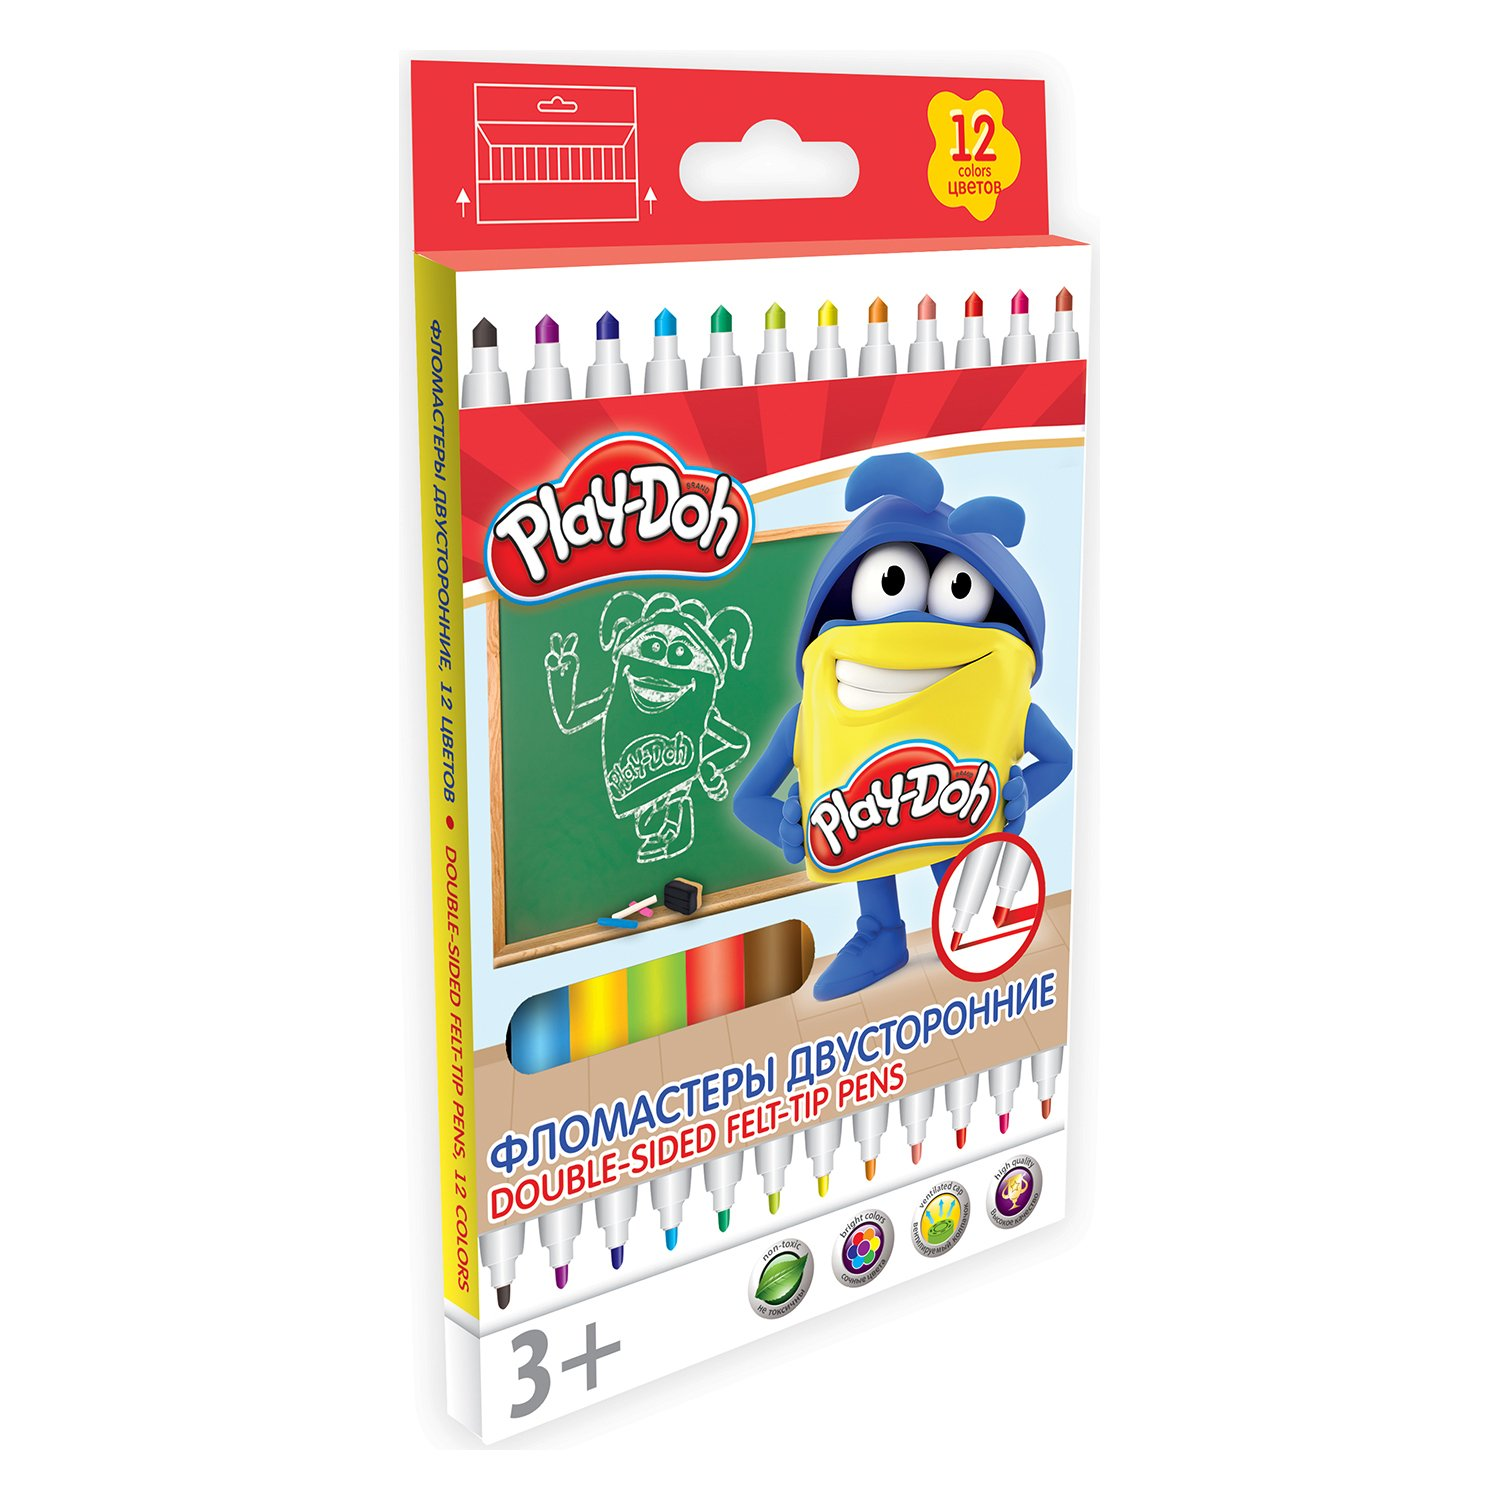 12
colors
цветов
Play-Doh
BRAND
Play-Doh
Play-Doh
BRAND
ФЛОМАСТЕРЫ ДВУСТОРОННИЕ
DOUBLE-SIDED FELT-TIP PENS
ФЛОМАСТЕРЫ ДВУСТОРОННИЕ, 12 ЦВЕТОВ • DOUBLE-SIDED FELT-TIP PENS, 12 COLORS
non-toxic
не токсичны
bright colors
сочные цвета
ventilated cap
вентилируемый колпачок
high quality
высокое качество
3+